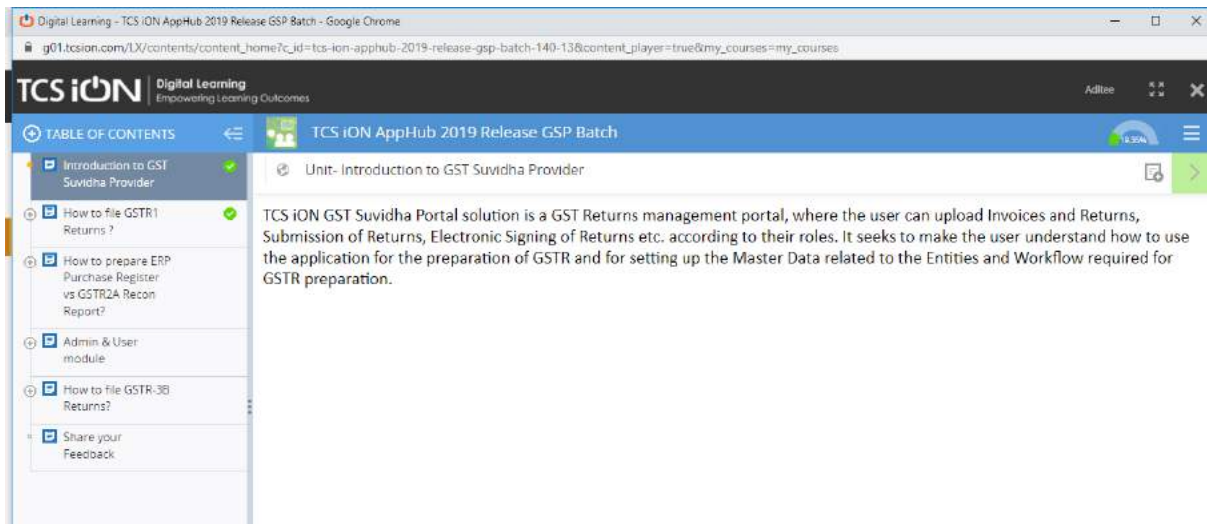 Digital Learning - TCS iON AppHub 2019 Release GSP Batch - Google Chrome
g01.tcsion.com/LX/contents/content_home?c_id=tcs-ion-apphub-2019-release-gsp-batch-140-13&content_player=true&my_courses=my_courses
TCS iON Digital Learning
Empowering Learning Outcomes
Aditee
TABLE OF CONTENTS
TCS iON AppHub 2019 Release GSP Batch
Introduction to GST
Suvidha Provider
How to file GSTR1
Returns ?
How to prepare ERP
Purchase Register
vs GSTR2A Recon
Report?
Admin & User
module
How to file GSTR-3B
Returns?
Share your
Feedback
Unit- Introduction to GST Suvidha Provider
TCS iON GST Suvidha Portal solution is a GST Returns management portal, where the user can upload Invoices and Returns,
Submission of Returns, Electronic Signing of Returns etc. according to their roles. It seeks to make the user understand how to use
the application for the preparation of GSTR and for setting up the Master Data related to the Entities and Workflow required for
GSTR preparation.